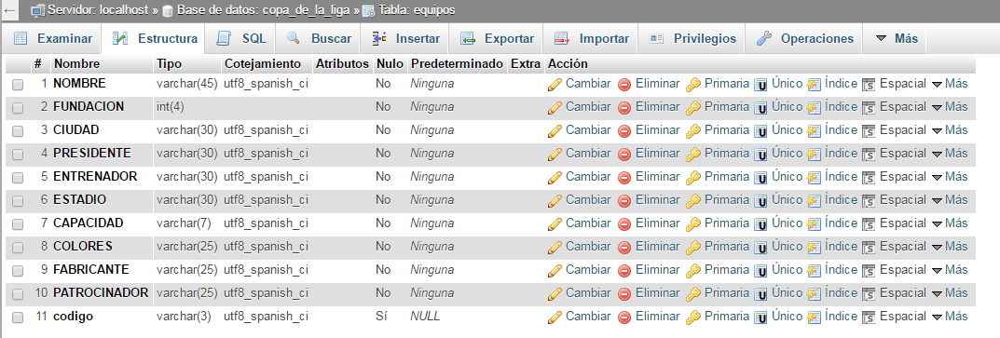 Servidor: localhost » Base de datos: copa_de_la_liga » Tabla: equipos
Examinar Estructura SQL Buscar Insertar Exportar Importar Privilegios Operaciones Más
# Nombre Tipo Cotejamiento Atributos Nulo Predeterminado Extra Acción
1 NOMBRE varchar(45) utf8_spanish_ci No Ninguna Cambiar Eliminar Primaria Único Índice Espacial Más
2 FUNDACION int(4) No Ninguna Cambiar Eliminar Primaria Único Índice Espacial Más
3 CIUDAD varchar(30) utf8_spanish_ci No Ninguna Cambiar Eliminar Primaria Único Índice Espacial Más
4 PRESIDENTE varchar(30) utf8_spanish_ci No Ninguna Cambiar Eliminar Primaria Único Índice Espacial Más
5 ENTRENADOR varchar(30) utf8_spanish_ci No Ninguna Cambiar Eliminar Primaria Único Índice Espacial Más
6 ESTADIO varchar(30) utf8_spanish_ci No Ninguna Cambiar Eliminar Primaria Único Índice Espacial Más
7 CAPACIDAD varchar(7) utf8_spanish_ci No Ninguna Cambiar Eliminar Primaria Único Índice Espacial Más
8 COLORES varchar(25) utf8_spanish_ci No Ninguna Cambiar Eliminar Primaria Único Índice Espacial Más
9 FABRICANTE varchar(25) utf8_spanish_ci No Ninguna Cambiar Eliminar Primaria Único Índice Espacial Más
10 PATROCINADOR varchar(25) utf8_spanish_ci No Ninguna Cambiar Eliminar Primaria Único Índice Espacial Más
11 codigo varchar(3) utf8_spanish_ci Sí NULL Cambiar Eliminar Primaria Único Índice Espacial Más